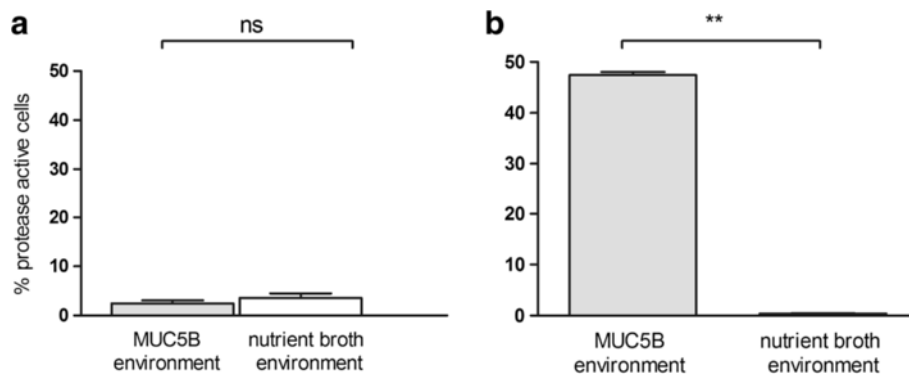 a
ns
% protease active cells
50
40
30
20
10
0
MUC5B
environment
nutrient broth
environment
b
**
50
40
30
20
10
0
MUC5B
environment
nutrient broth
environment